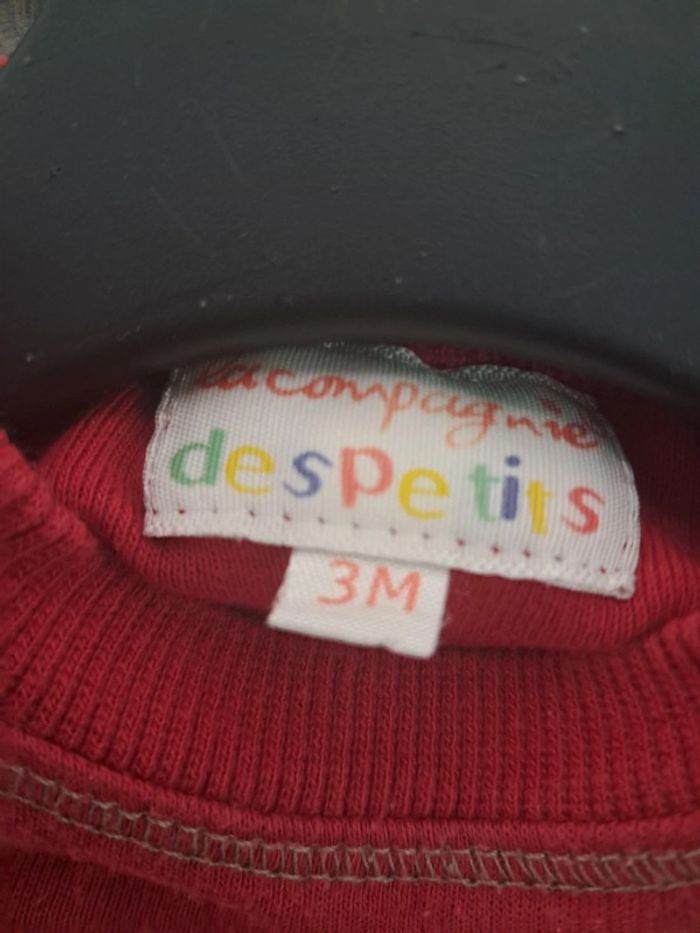 la compagnie
des petits
3M